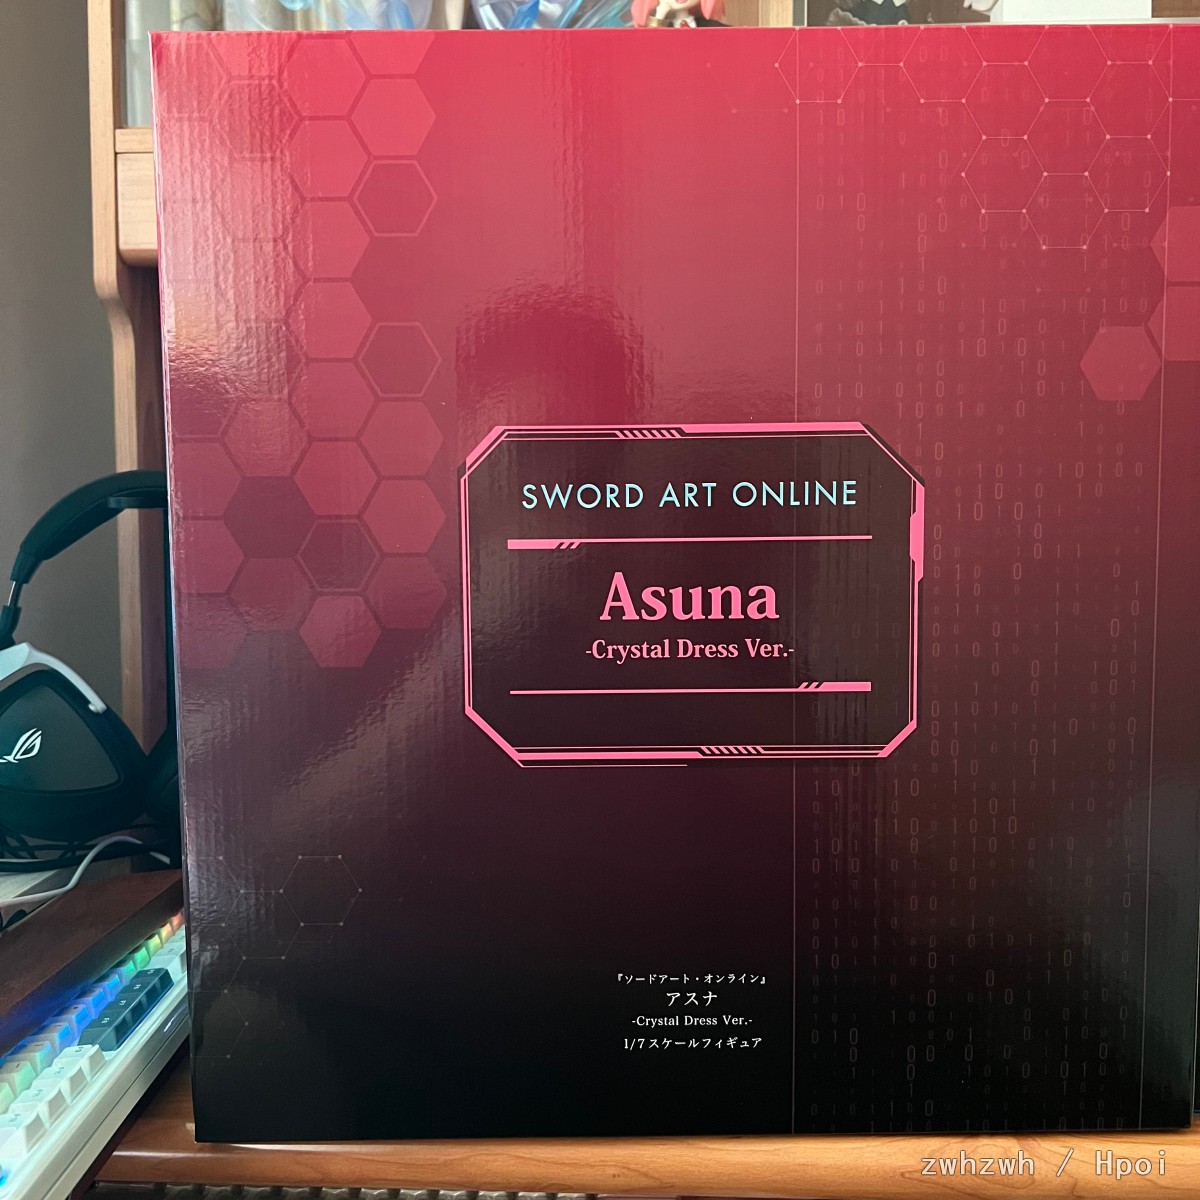 SWORD ART ONLINE
Asuna
-Crystal Dress Ver.-
『ソードアート・オンライン』
アスナ
-Crystal Dress Ver.-
1/7スケールフィギュア
zwhzwh / Hpoi